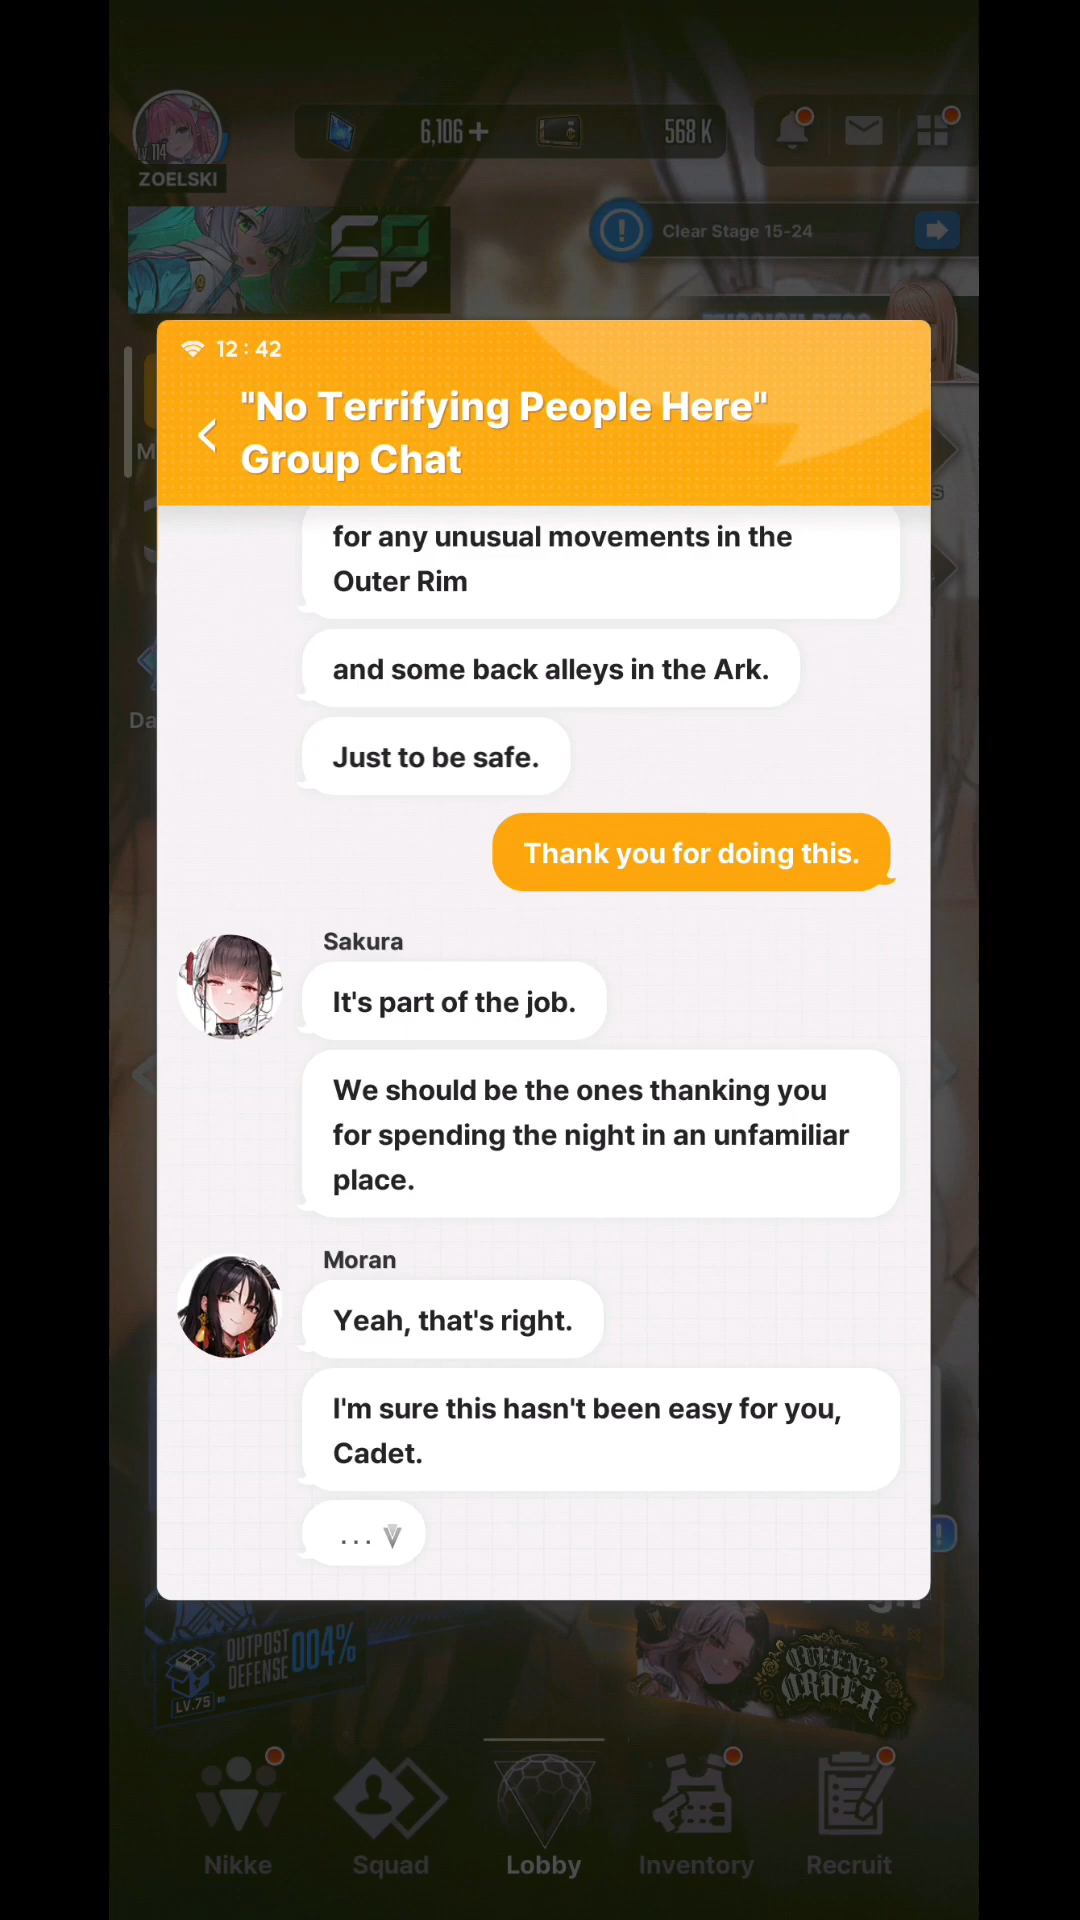 LV.114
6,106 +
568 K
ZOELSKI
CO
OP
Clear Stage 15-24
12 : 42
"No Terrifying People Here"
Group Chat
for any unusual movements in the
Outer Rim
and some back alleys in the Ark.
Just to be safe.
Thank you for doing this.
Sakura
It's part of the job.
We should be the ones thanking you
for spending the night in an unfamiliar
place.
Moran
Yeah, that's right.
I'm sure this hasn't been easy for you,
Cadet.
...
OUTPOST
DEFENSE
004%
LV.75
QUEEN'S
ORDER
Nikke
Squad
Lobby
Inventory
Recruit